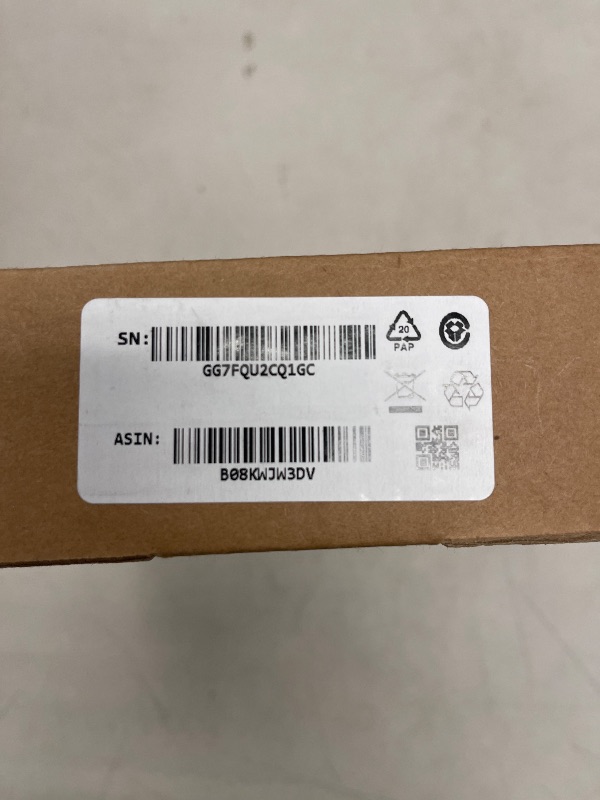 SN:
GG7FQU2CQ1GC
20
PAP
ASIN:
B08KWJW3DV